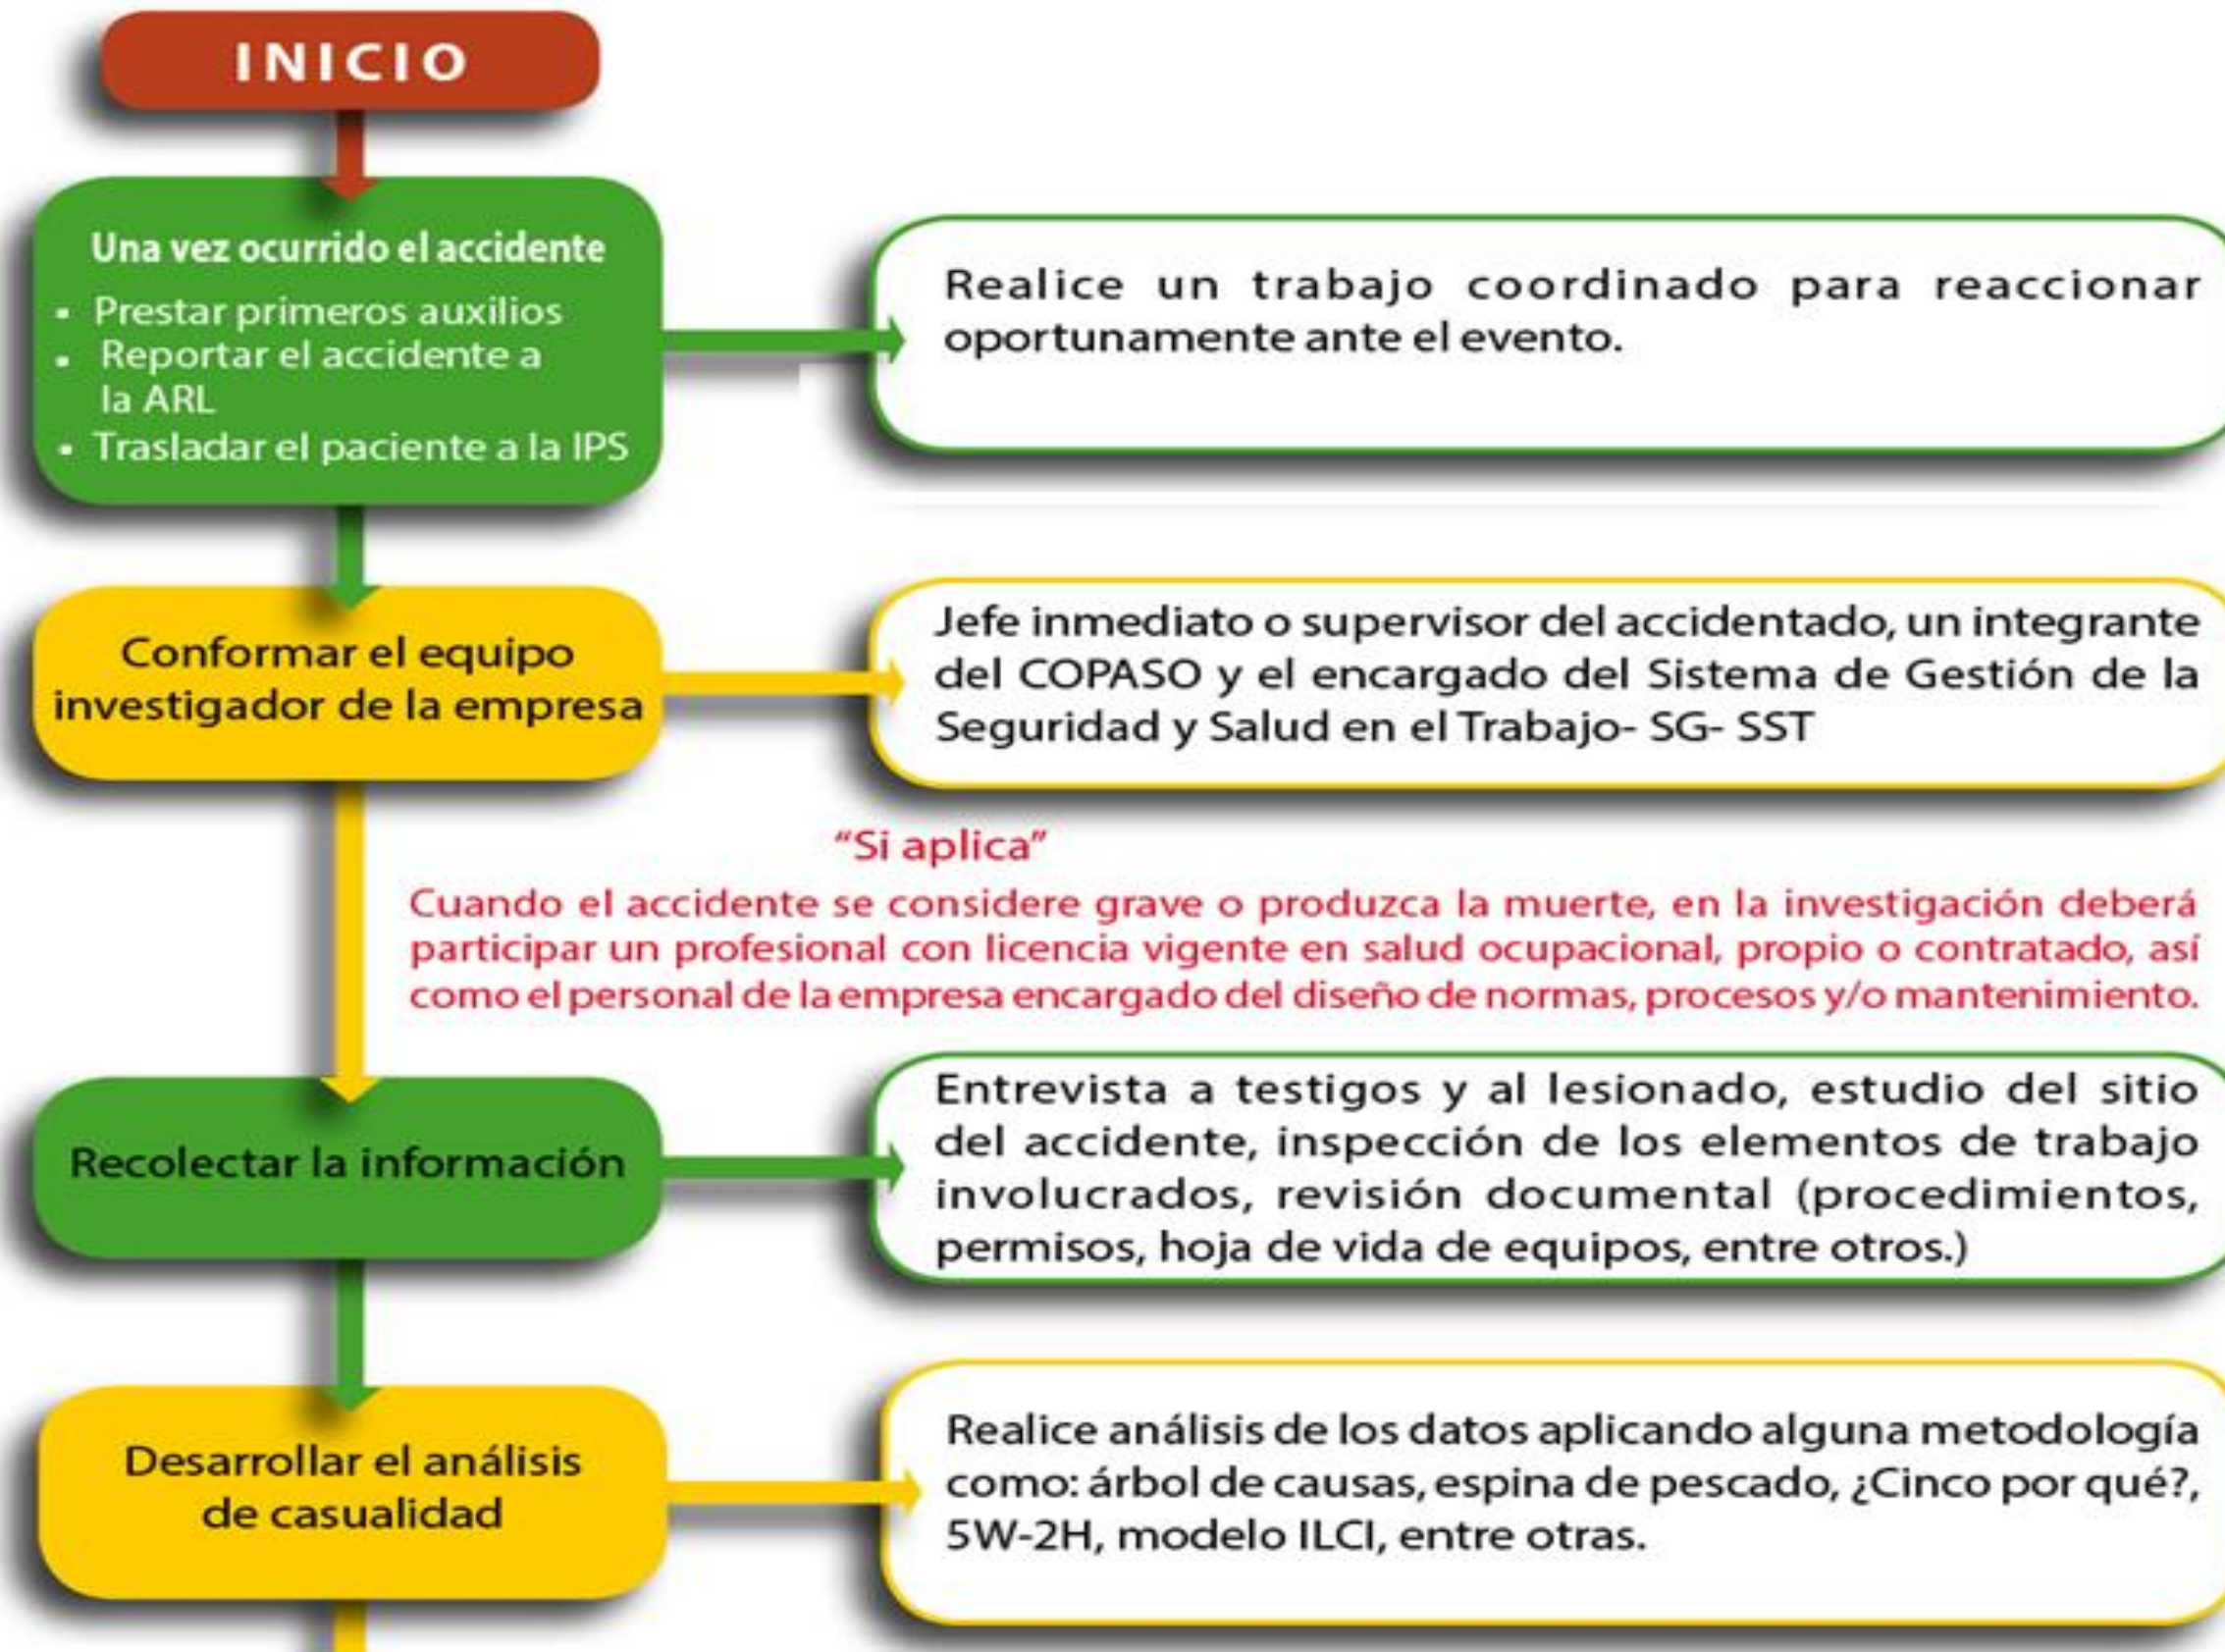 INICIO
Una vez ocurrido el accidente
▪ Prestar primeros auxilios
▪ Reportar el accidente a
la ARL
▪ Trasladar el paciente a la IPS
Realice un trabajo coordinado para reaccionar
oportunamente ante el evento.
Conformar el equipo
investigador de la empresa
Jefe inmediato o supervisor del accidentado, un integrante
del COPASO y el encargado del Sistema de Gestión de la
Seguridad y Salud en el Trabajo- SG- SST
“Si aplica”
Cuando el accidente se considere grave o produzca la muerte, en la investigación deberá
participar un profesional con licencia vigente en salud ocupacional, propio o contratado, así
como el personal de la empresa encargado del diseño de normas, procesos y/o mantenimiento.
Recolectar la información
Entrevista a testigos y al lesionado, estudio del sitio
del accidente, inspección de los elementos de trabajo
involucrados, revisión documental (procedimientos,
permisos, hoja de vida de equipos, entre otros.)
Desarrollar el análisis
de casualidad
Realice análisis de los datos aplicando alguna metodología
como: árbol de causas, espina de pescado, ¿Cinco por qué?,
5W-2H, modelo ILCI, entre otras.